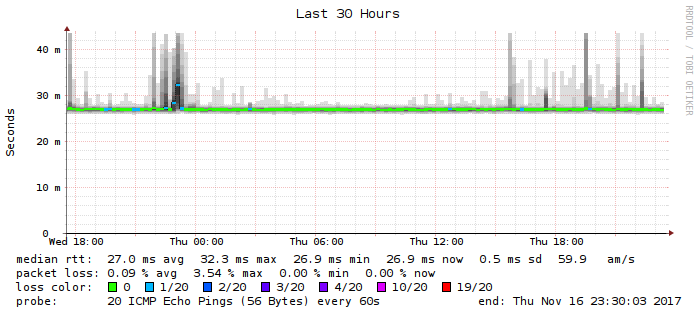 Last 30 Hours
RRDTOOL / TOBI OETIKER
Seconds
40 m
30 m
20 m
10 m
0
Wed 18:00 Thu 00:00 Thu 06:00 Thu 12:00 Thu 18:00
median rtt: 27.0 ms avg 32.3 ms max 26.9 ms min 26.9 ms now 0.5 ms sd 59.9 am/s
packet loss: 0.09 % avg 3.54 % max 0.00 % min 0.00 % now
loss color: 0 1/20 2/20 3/20 4/20 10/20 19/20
probe: 20 ICMP Echo Pings (56 Bytes) every 60s end: Thu Nov 16 23:30:03 2017